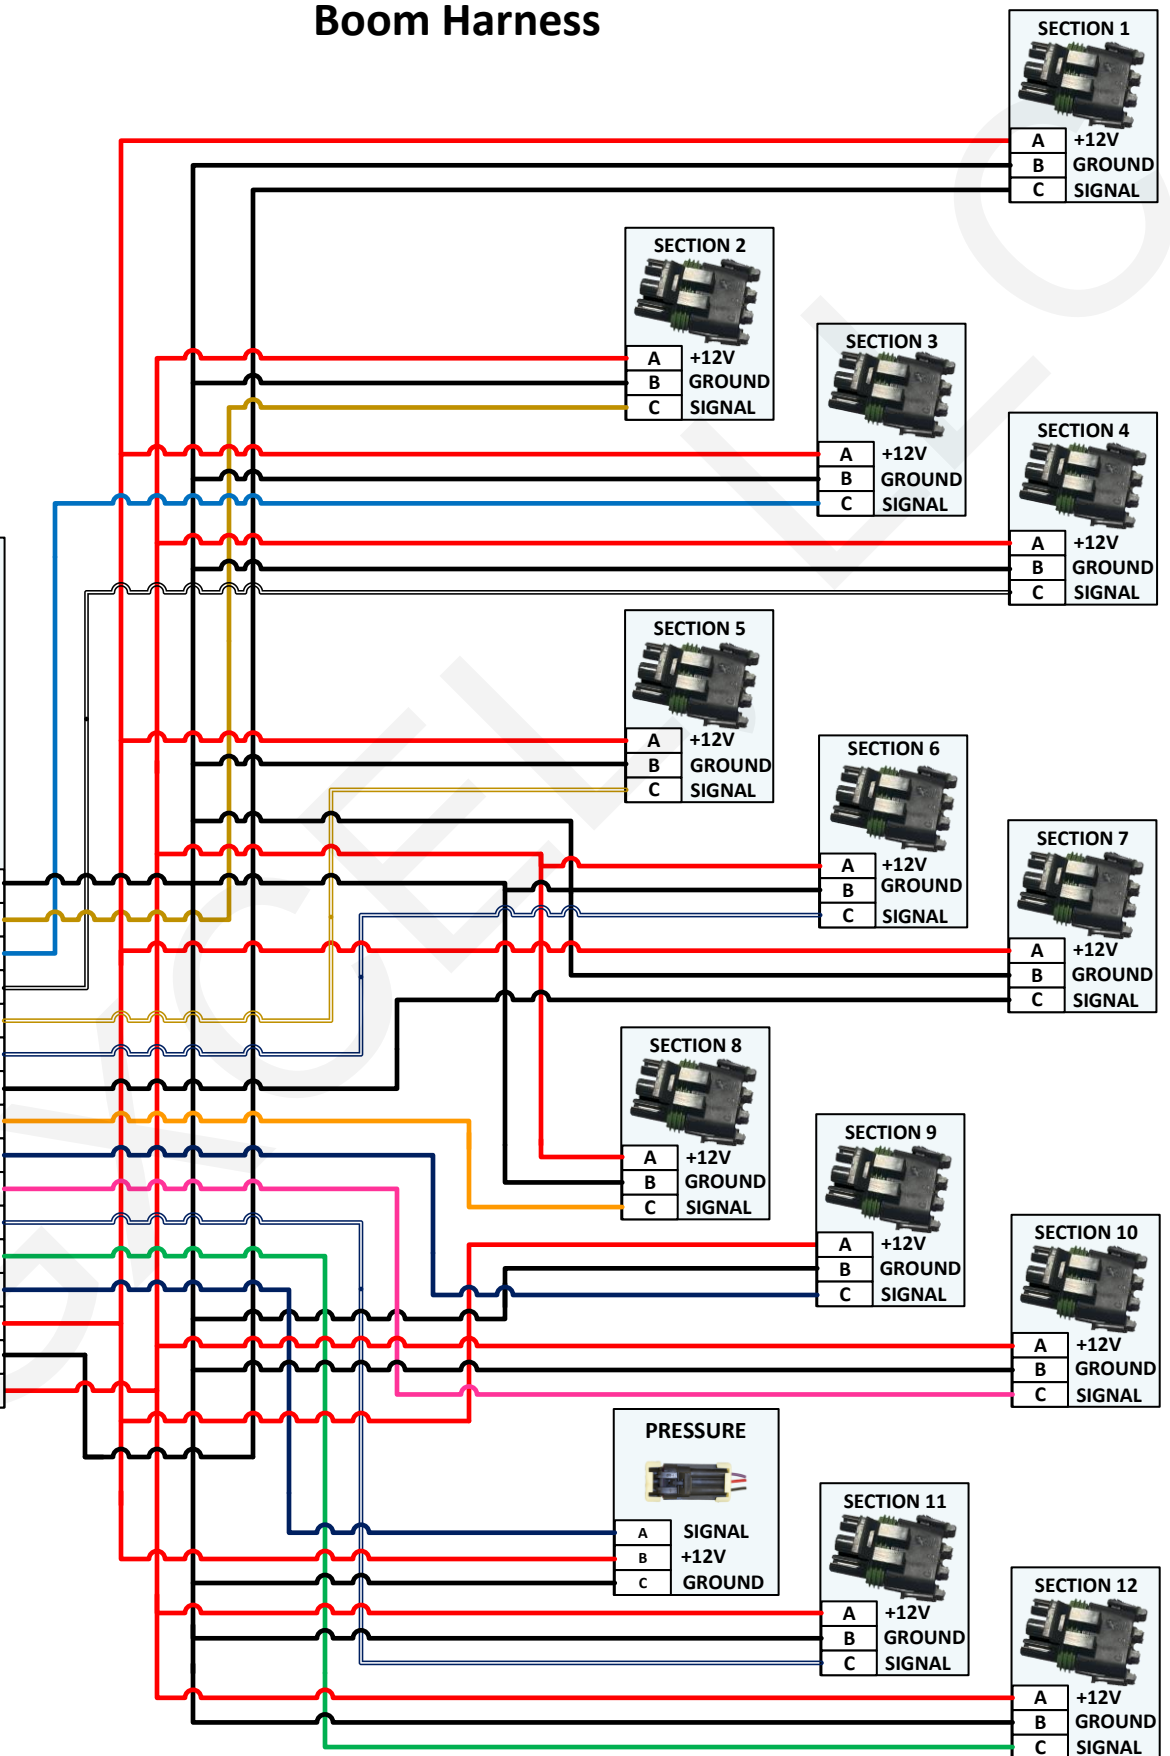 Boom Harness
SECTION 1
A +12V
B GROUND
C SIGNAL
SECTION 2
A +12V
B GROUND
C SIGNAL
SECTION 3
A +12V
B GROUND
C SIGNAL
SECTION 4
A +12V
B GROUND
C SIGNAL
SECTION 5
A +12V
B GROUND
C SIGNAL
SECTION 6
A +12V
B GROUND
C SIGNAL
SECTION 7
A +12V
B GROUND
C SIGNAL
SECTION 8
A +12V
B GROUND
C SIGNAL
SECTION 9
A +12V
B GROUND
C SIGNAL
SECTION 10
A +12V
B GROUND
C SIGNAL
PRESSURE
A SIGNAL
B +12V
C GROUND
SECTION 11
A +12V
B GROUND
C SIGNAL
SECTION 12
A +12V
B GROUND
C SIGNAL